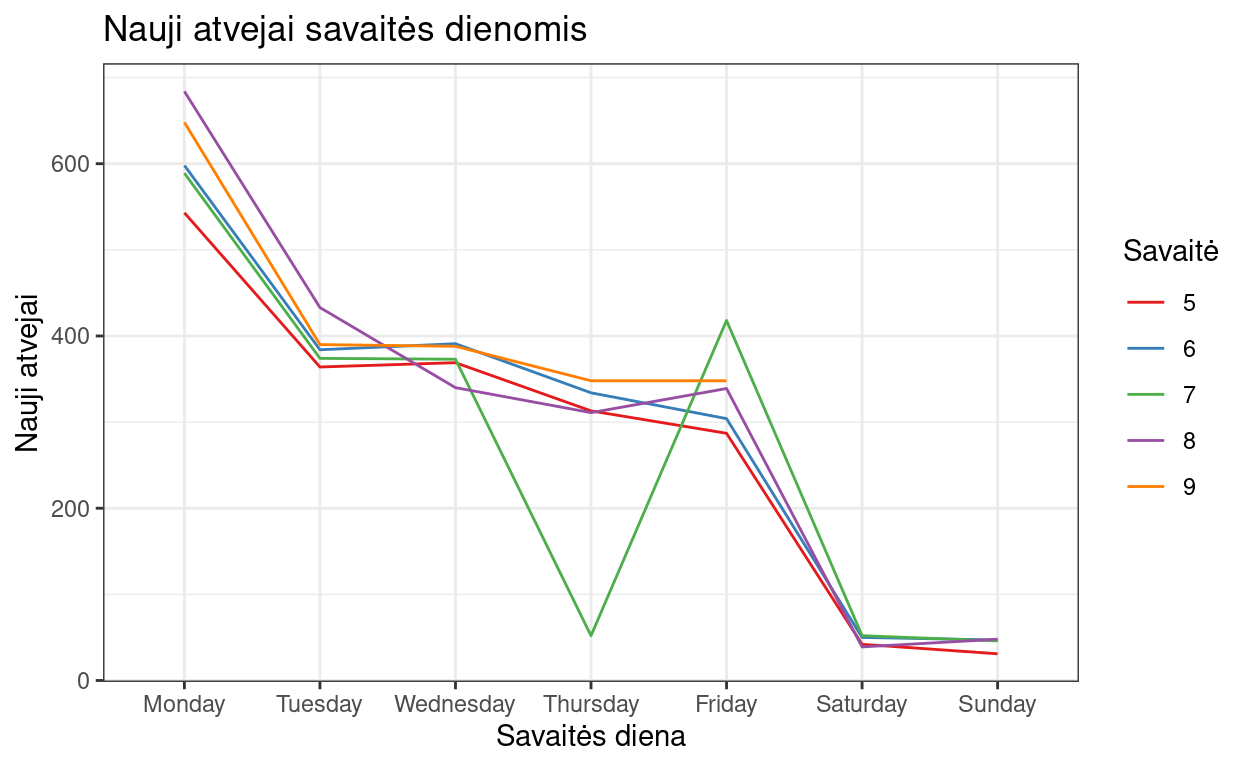 Nauji atvejai savaitės dienomis
Nauji atvejai
600
400
200
0
Monday Tuesday Wednesday Thursday Friday Saturday Sunday
Savaitės diena
Savaitė
5
6
7
8
9